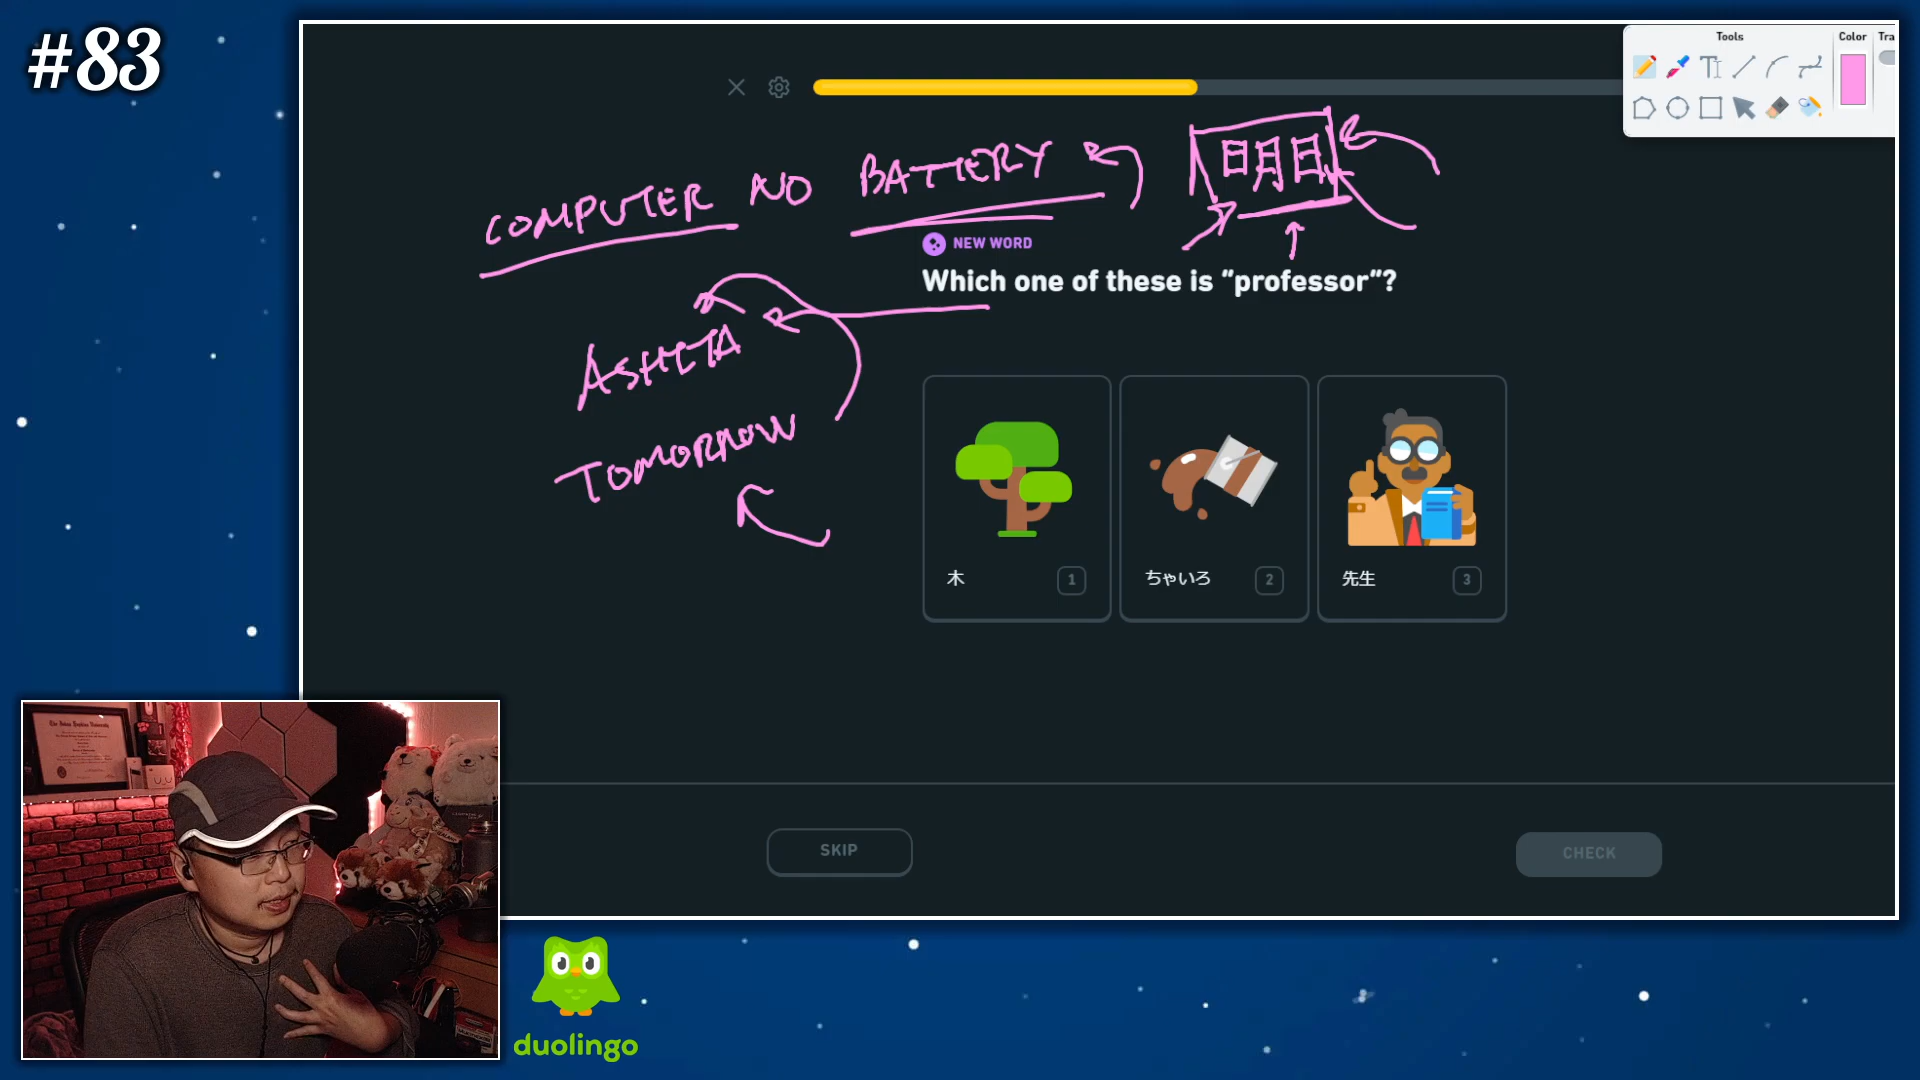 #83
Tools
Color
Tra
COMPUTER NO BATTERY
明日
NEW WORD
Which one of these is “professor”?
ASHITA
TOMORROW
木
1
ちゃいろ
2
先生
3
SKIP
CHECK
duolingo